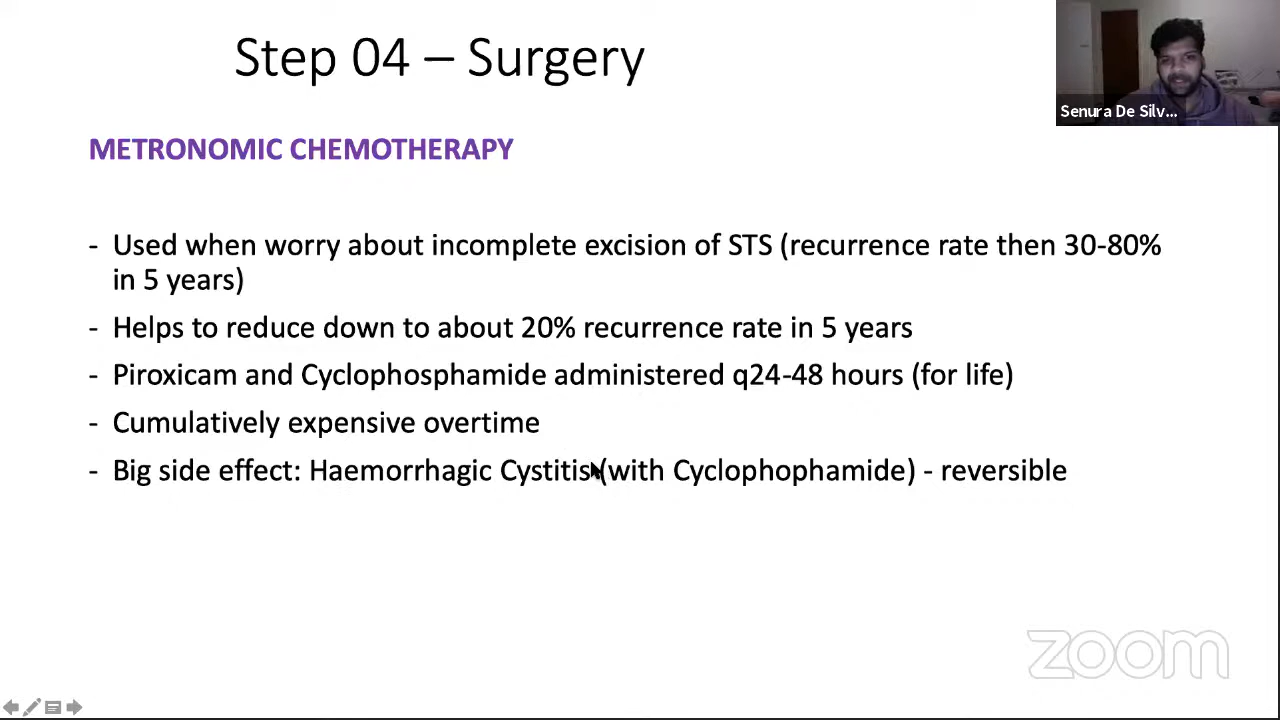 Step 04 – Surgery
Senura De Silv...
METRONOMIC CHEMOTHERAPY
- Used when worry about incomplete excision of STS (recurrence rate then 30-80%
in 5 years)
- Helps to reduce down to about 20% recurrence rate in 5 years
- Piroxicam and Cyclophosphamide administered q24-48 hours (for life)
- Cumulatively expensive overtime
- Big side effect: Haemorrhagic Cystitis (with Cyclophophamide) - reversible
zoom